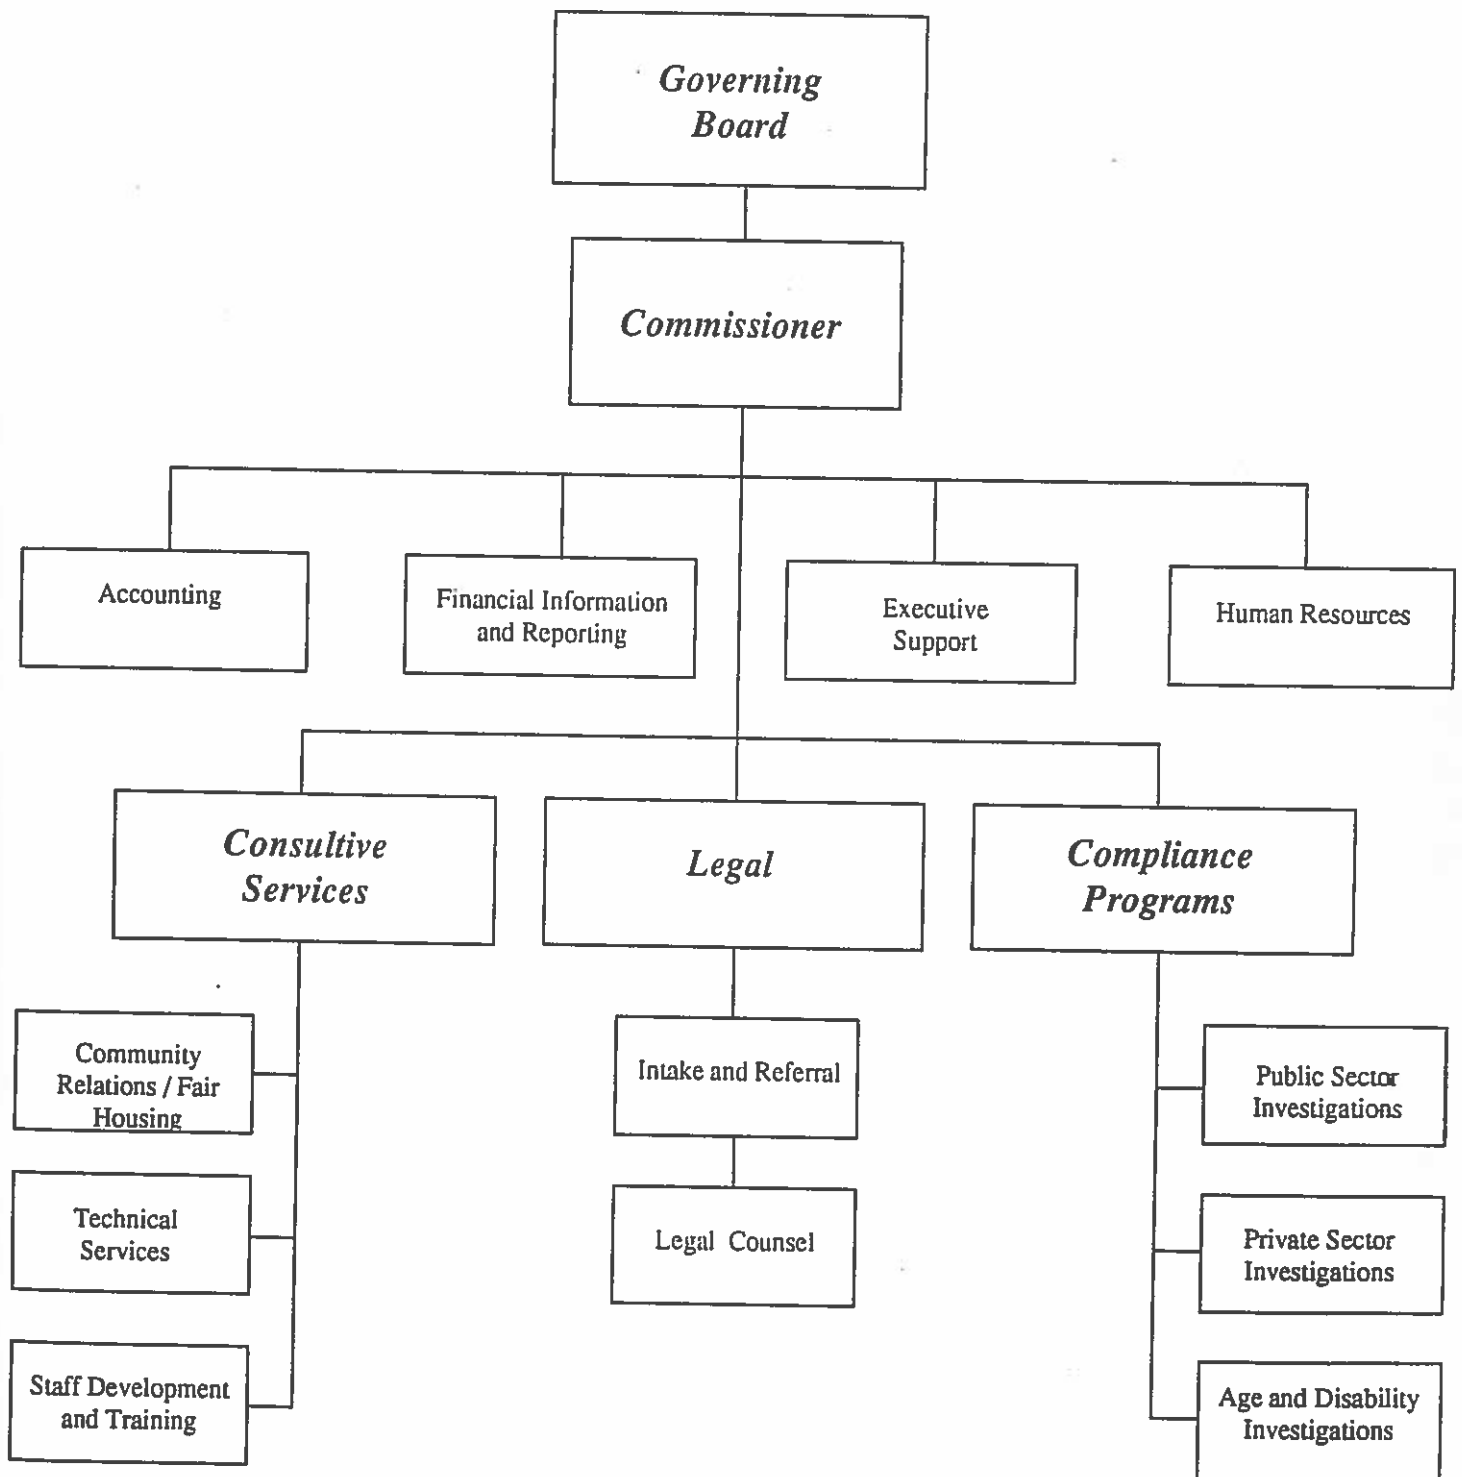 Governing
Board
Commissioner
Accounting
Financial Information
and Reporting
Executive
Support
Human Resources
Consultive
Services
Legal
Compliance
Programs
Community
Relations / Fair
Housing
Technical
Services
Staff Development
and Training
Intake and Referral
Legal Counsel
Public Sector
Investigations
Private Sector
Investigations
Age and Disability
Investigations